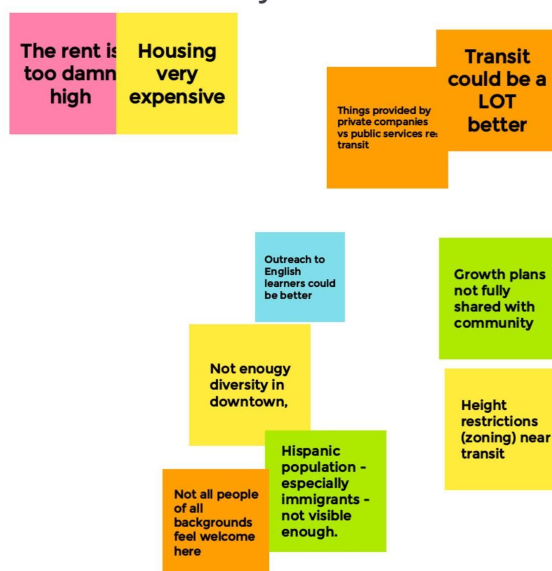 The rent is
too damn
high
Housing
very
expensive
Things provided by
private companies
vs public services re:
transit
Transit
could be a
LOT
better
Outreach to
English
learners could
be better
Growth plans
not fully
shared with
community
Not enougy
diversity in
downtown,
Height
restrictions
(zoning) near
transit
Hispanic
population -
especially
immigrants -
not visible
enough.
Not all people
of all
backgrounds
feel welcome
here